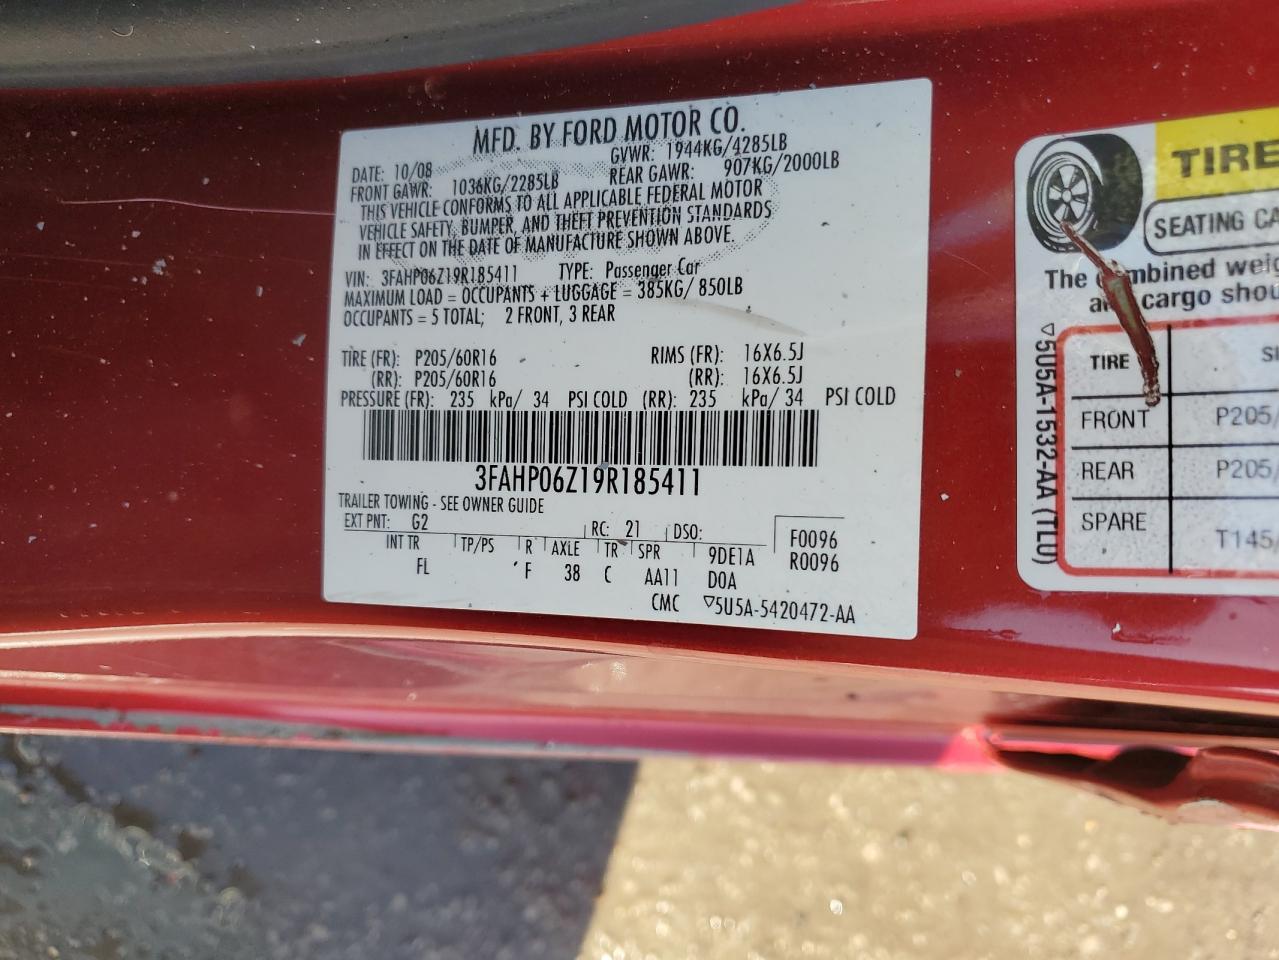 MFD. BY FORD MOTOR CO.
DATE: 10/08 GVWR: 1944KG/4285LB
FRONT GAWR: 1036KG/2285LB REAR GAWR: 907KG/2000LB
THIS VEHICLE CONFORMS TO ALL APPLICABLE FEDERAL MOTOR
VEHICLE SAFETY, BUMPER, AND THEFT PREVENTION STANDARDS
IN EFFECT ON THE DATE OF MANUFACTURE SHOWN ABOVE.
VIN: 3FAHP06Z19R185411 TYPE: Passenger Car
MAXIMUM LOAD = OCCUPANTS + LUGGAGE = 385KG/ 850LB
OCCUPANTS = 5 TOTAL; 2 FRONT, 3 REAR
TIRE (FR): P205/60R16 RIMS (FR): 16X6.5J
(RR): P205/60R16 (RR): 16X6.5J
PRESSURE (FR): 235 kPa/ 34 PSI COLD (RR): 235 kPa/ 34 PSI COLD
3FAHP06Z19R185411
TRAILER TOWING - SEE OWNER GUIDE
EXT PNT: G2 RC: 21 DSO: F0096
INT TR TP/PS R AXLE TR SPR 9DE1A R0096
FL F 38 C AA11 D0A
CMC ▽5U5A-5420472-AA
TIRE
SEATING CA
The combined weig
and cargo shou
▽5U5A-1532-AA (TLU)
TIRE SI
FRONT P205/
REAR P205/
SPARE T145/